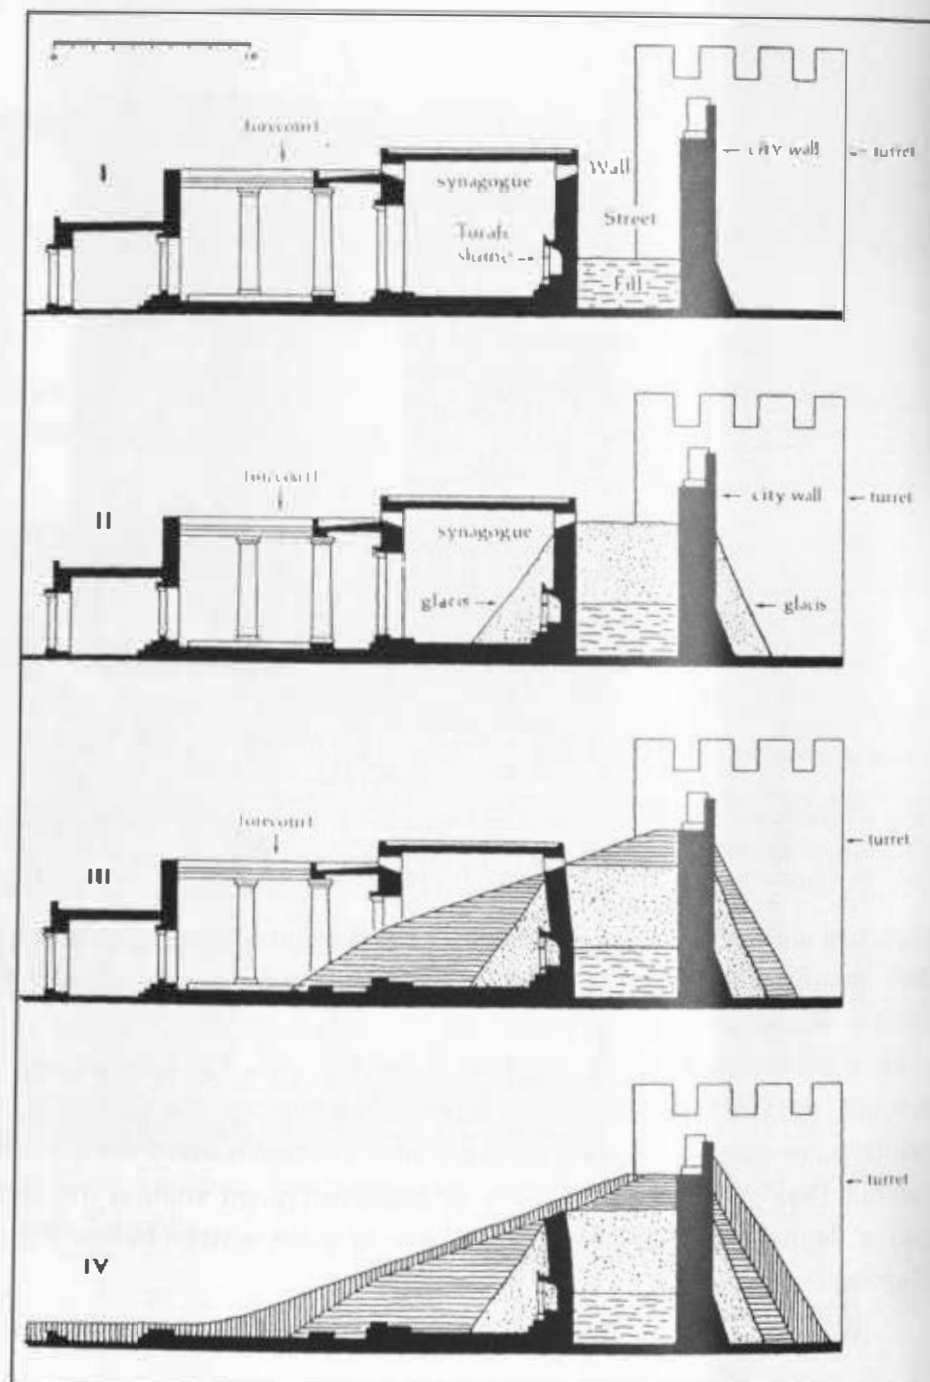 forecourt
I
synagogue
Wall
city wall
turret
Torah
shrine
Street
Fill
forecourt
II
synagogue
city wall
turret
glacis
glacis
forecourt
III
turret
IV
turret